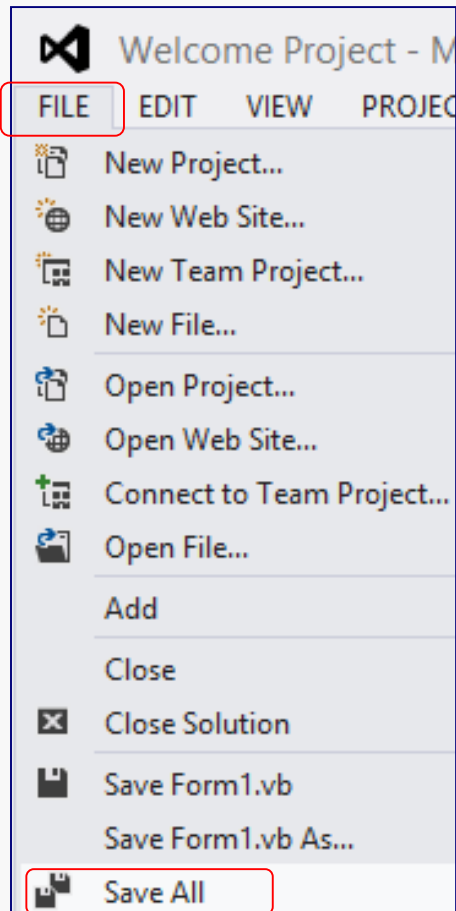 Welcome Project - M
FILE EDIT VIEW PROJEC
New Project...
New Web Site...
New Team Project...
New File...
Open Project...
Open Web Site...
Connect to Team Project...
Open File...
Add
Close
Close Solution
Save Form1.vb
Save Form1.vb As...
Save All